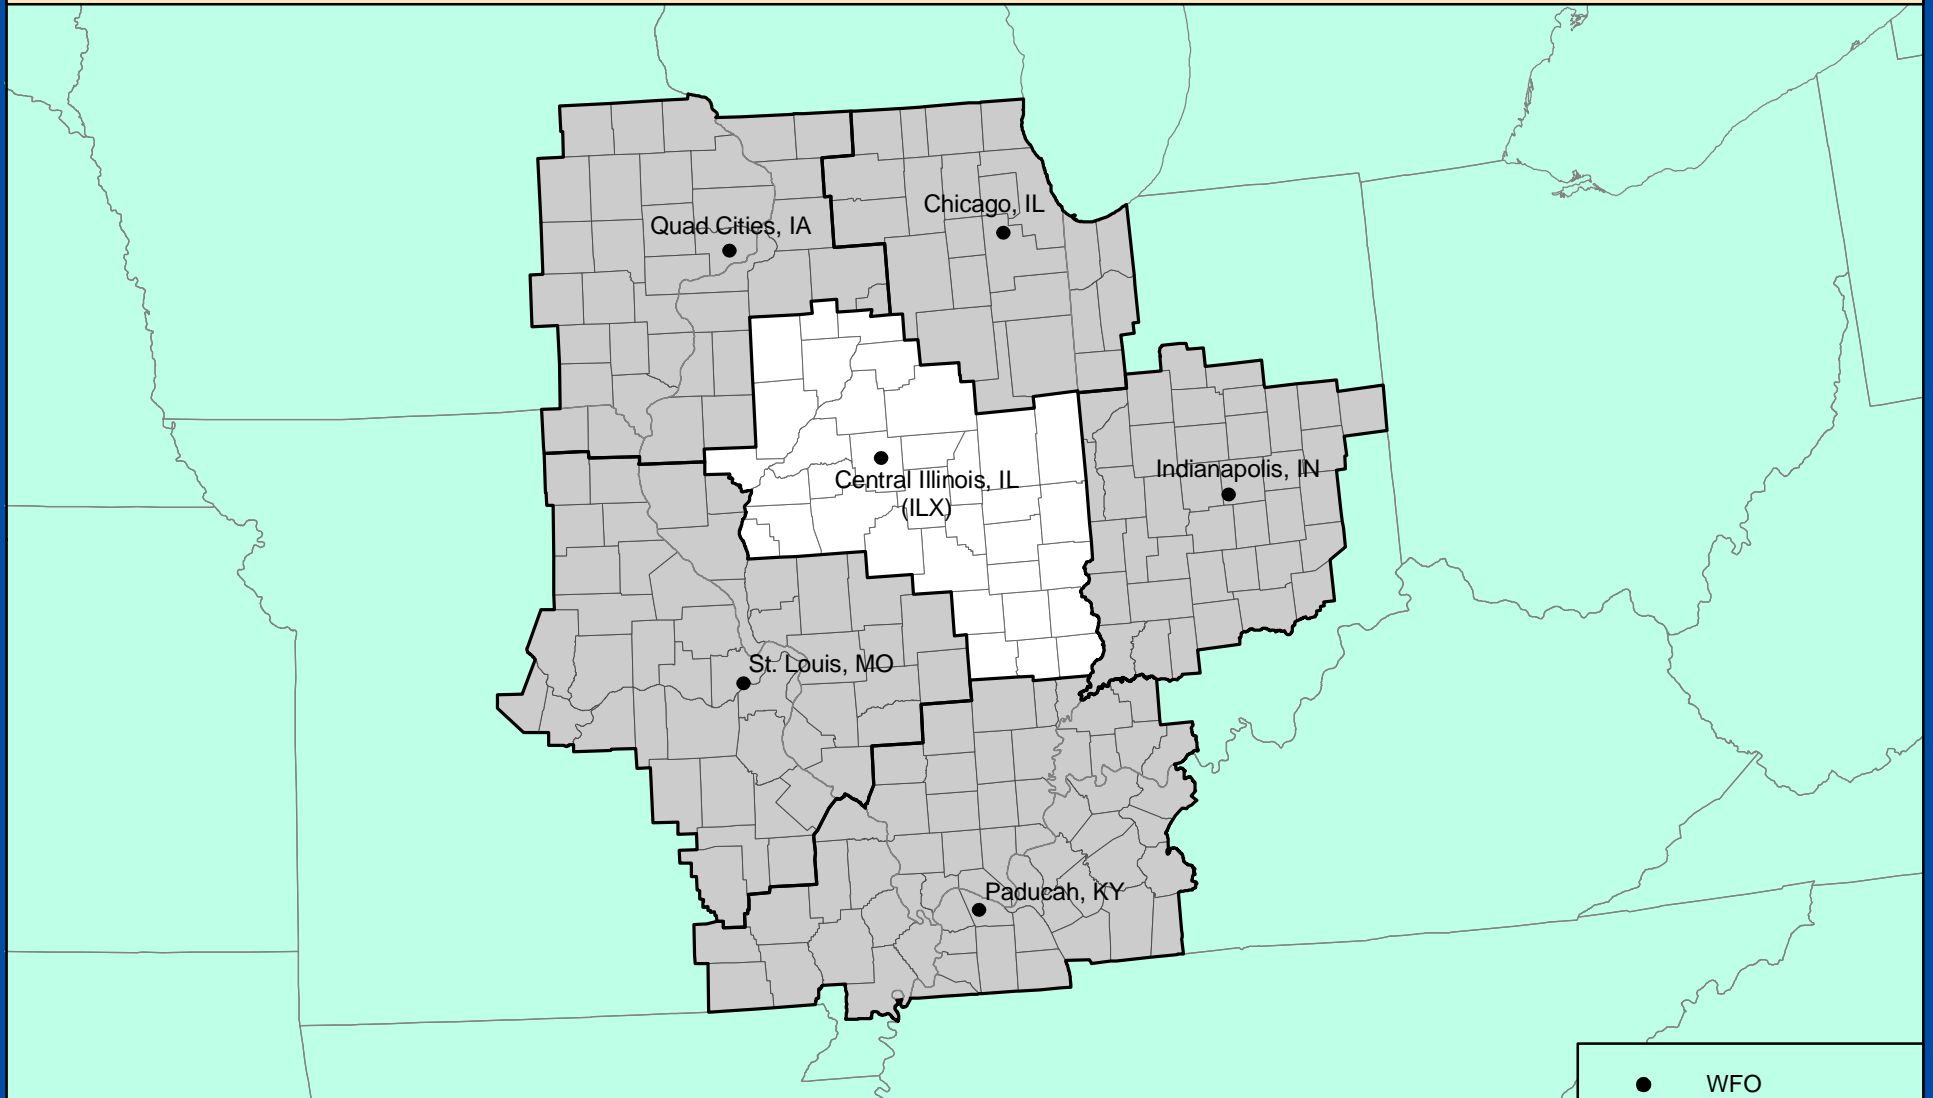 Chicago, IL
Quad Cities, IA
Indianapolis, IN
Central Illinois, IL
(ILX)
St. Louis, MO
Paducah, KY
WFO